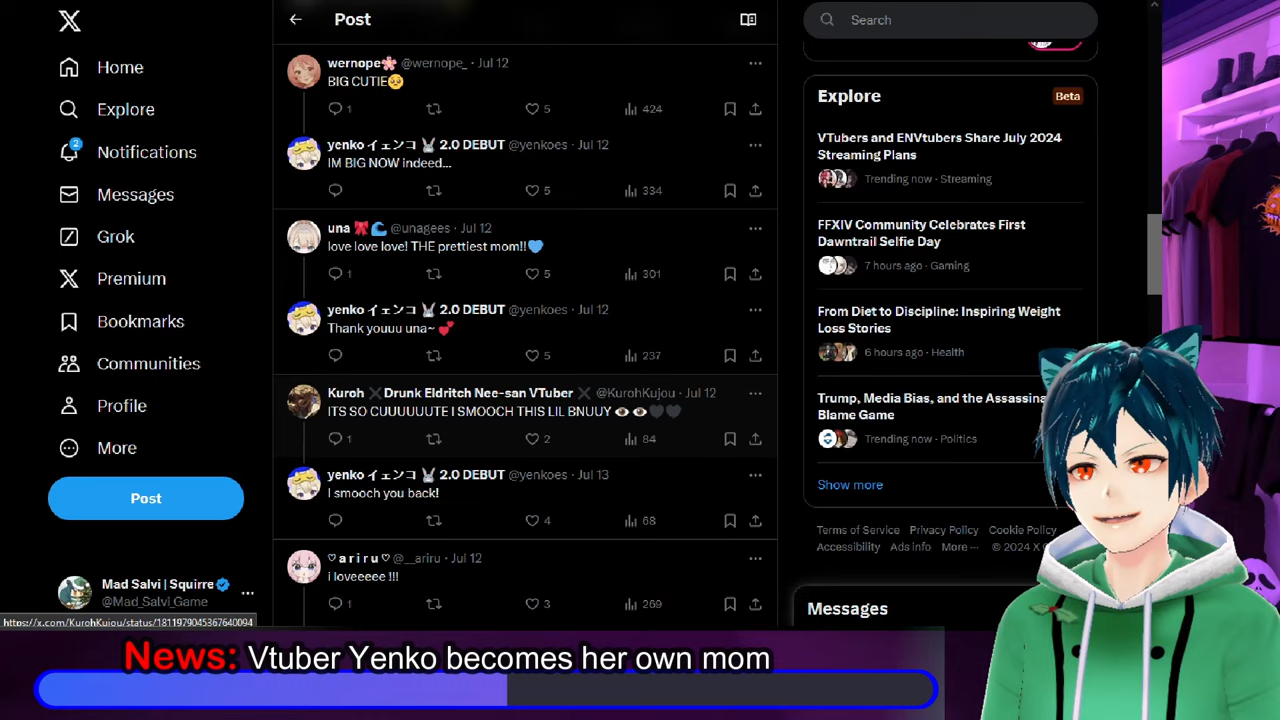 Home
Explore
2
Notifications
Messages
Grok
Premium
Bookmarks
Communities
Profile
More
Post
Mad Salvi | Squirre
@Mad_Salvi_Game
https://x.com/KurohKujou/status/1811979045367640094
Post
wernope🌸 @wernope_ · Jul 12
BIG CUTIE🥺
1 5 424
yenko イェンコ 🐰 2.0 DEBUT @yenkoes · Jul 12
IM BIG NOW indeed...
5 334
una 🎀🌊 @unagees · Jul 12
love love love! THE prettiest mom!!🩵
1 5 301
yenko イェンコ 🐰 2.0 DEBUT @yenkoes · Jul 12
Thank youuu una~ 💕
5 237
Kuroh ❌Drunk Eldritch Nee-san VTuber ❌ @KurohKujou · Jul 12
ITS SO CUUUUUUTE I SMOOCH THIS LIL BNUUY 👁️👁️🖤🖤
1 2 84
yenko イェンコ 🐰 2.0 DEBUT @yenkoes · Jul 13
I smooch you back!
4 68
♡ a r i r u ♡ @__ariru · Jul 12
i loveeeee !!!
1 3 269
Search
Explore
Beta
VTubers and ENVtubers Share July 2024
Streaming Plans
Trending now · Streaming
FFXIV Community Celebrates First
Dawntrail Selfie Day
7 hours ago · Gaming
From Diet to Discipline: Inspiring Weight
Loss Stories
6 hours ago · Health
Trump, Media Bias, and the Assassina
Blame Game
Trending now · Politics
Show more
Terms of Service Privacy Policy Cookie Policy
Accessibility Ads info More ··· © 2024 X C
Messages
News: Vtuber Yenko becomes her own mom